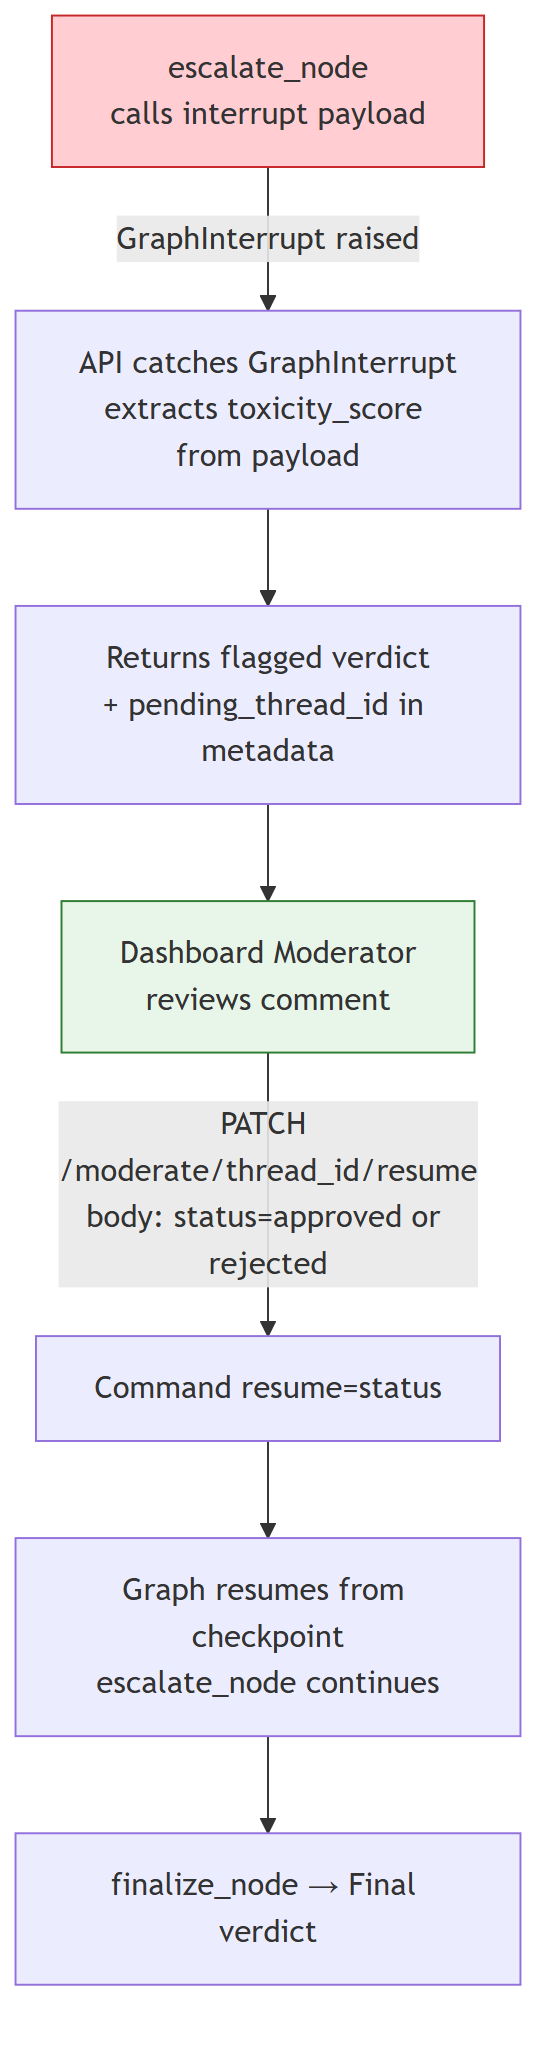 escalate_node
calls interrupt payload
GraphInterrupt raised
API catches GraphInterrupt
extracts toxicity_score
from payload
Returns flagged verdict
+ pending_thread_id in
metadata
Dashboard Moderator
reviews comment
PATCH
/moderate/thread_id/resume
body: status=approved or
rejected
Command resume=status
Graph resumes from
checkpoint
escalate_node continues
finalize_node → Final
verdict